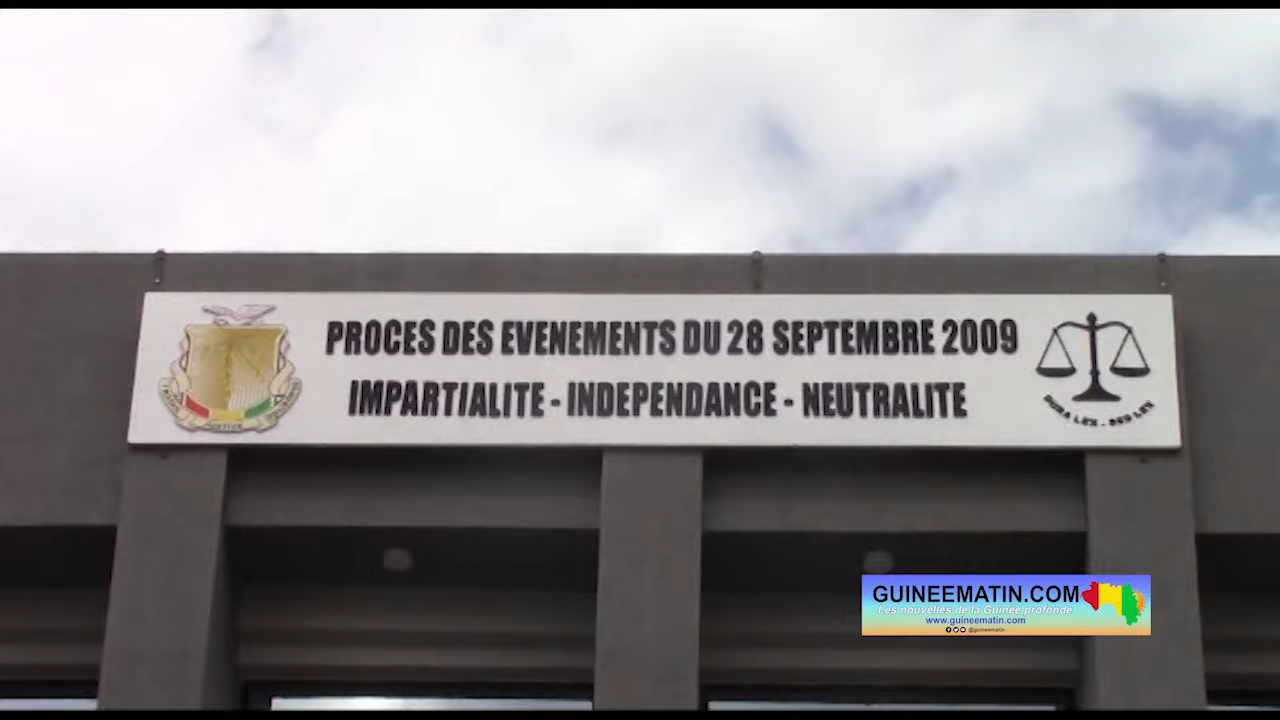 PROCES DES EVENEMENTS DU 28 SEPTEMBRE 2009
IMPARTIALITE - INDEPENDANCE - NEUTRALITE
DURA LEX - SED LEX
GUINEEMATIN.COM
Les nouvelles de la Guinée profonde
www.guineematin.com
@guineematin